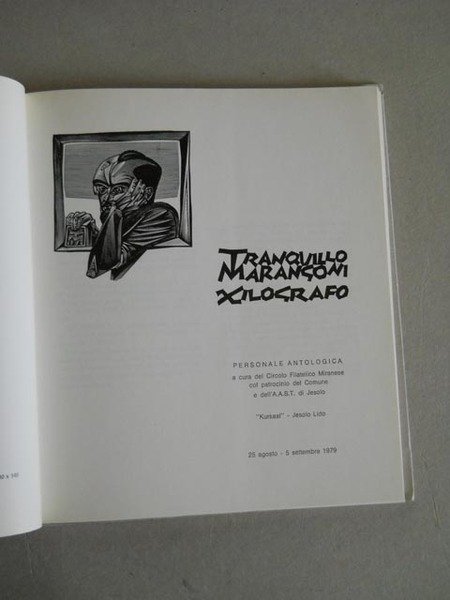 TRANQUILLO
MARANGONI
XILOGRAFO
PERSONALE ANTOLOGICA
a cura del Circolo Filatelico Miranese
col patrocinio del Comune
e dell'A.A.S.T. di Jesolo
"Kursaal" – Jesolo Lido
25 agosto - 5 settembre 1979